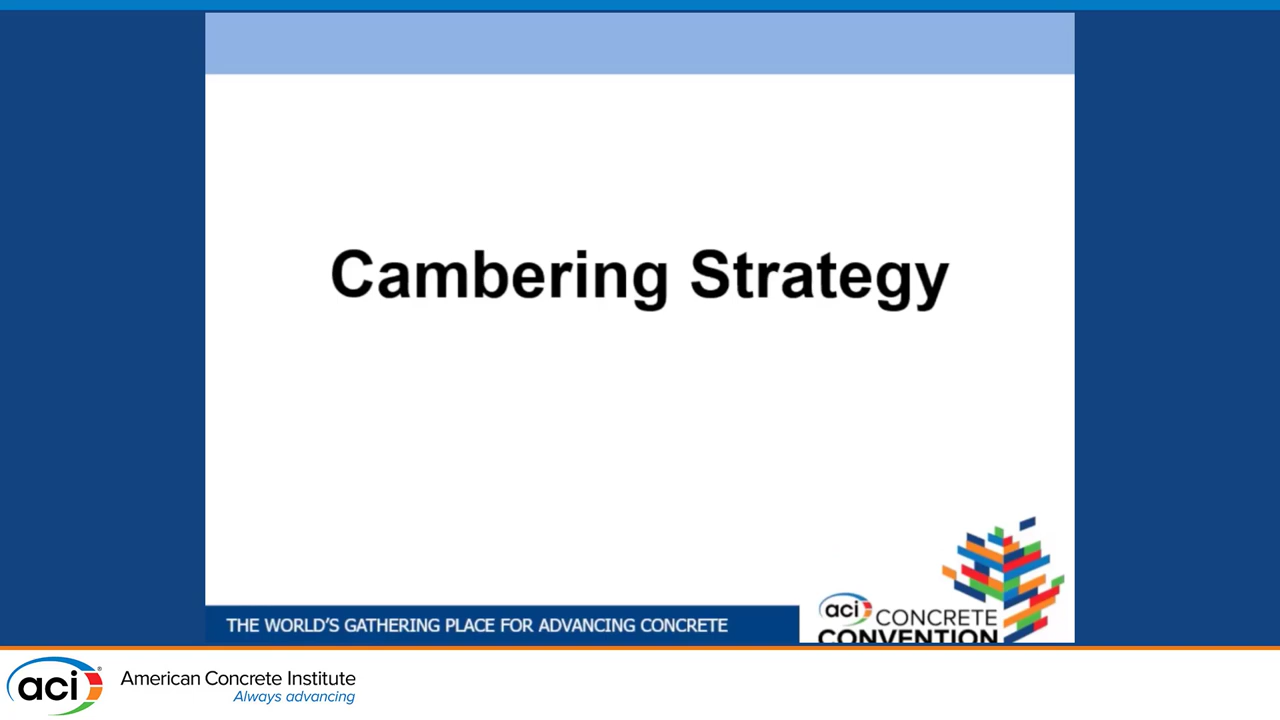 Cambering Strategy
THE WORLD'S GATHERING PLACE FOR ADVANCING CONCRETE
aci CONCRETE
CONVENTION
aci® American Concrete Institute
Always advancing